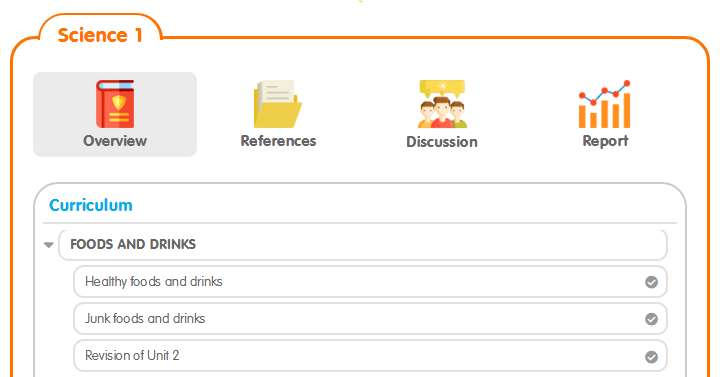 Science 1
Overview
References
Discussion
Report
Curriculum
FOODS AND DRINKS
Healthy foods and drinks
Junk foods and drinks
Revision of Unit 2